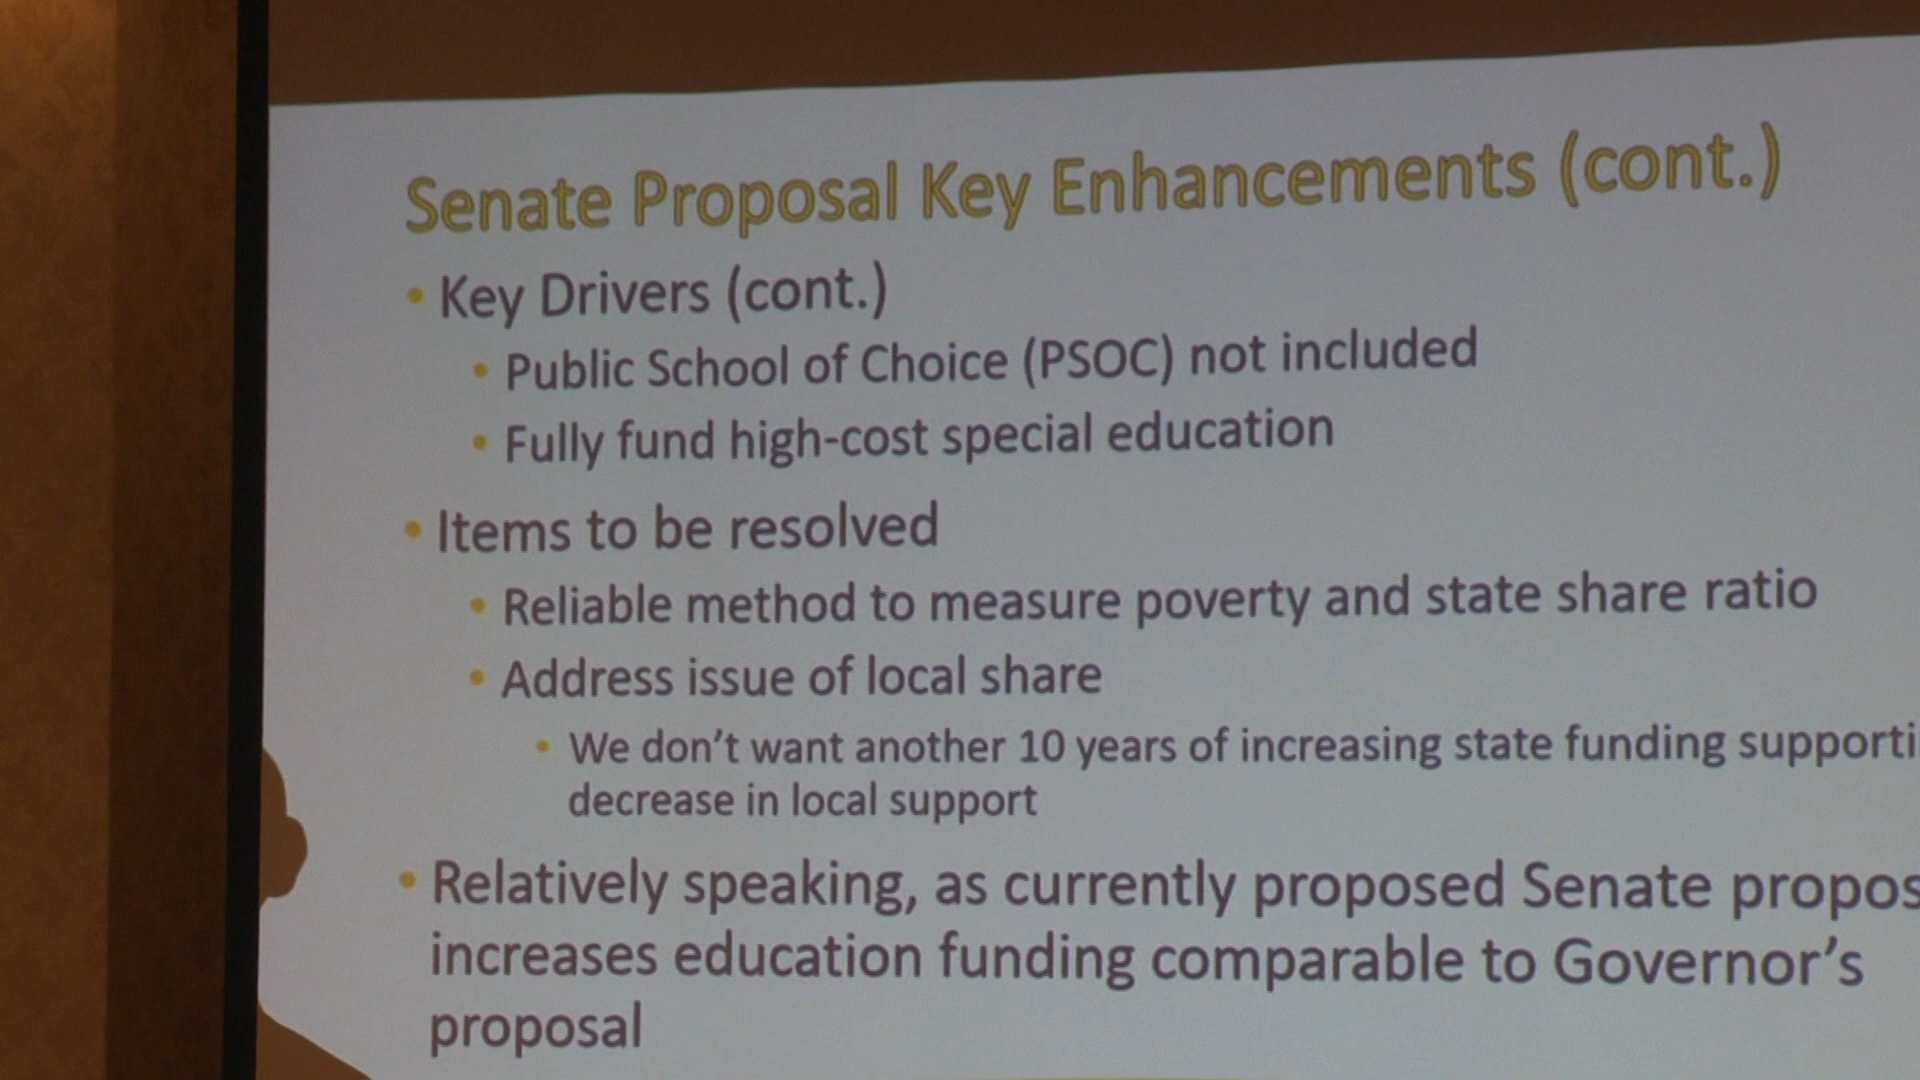 Senate Proposal Key Enhancements (cont.)
• Key Drivers (cont.)
• Public School of Choice (PSOC) not included
• Fully fund high-cost special education
• Items to be resolved
• Reliable method to measure poverty and state share ratio
• Address issue of local share
• We don't want another 10 years of increasing state funding
decrease in local support
• Relatively speaking, as currently proposed Senate
increases education funding comparable to Governor's
proposal